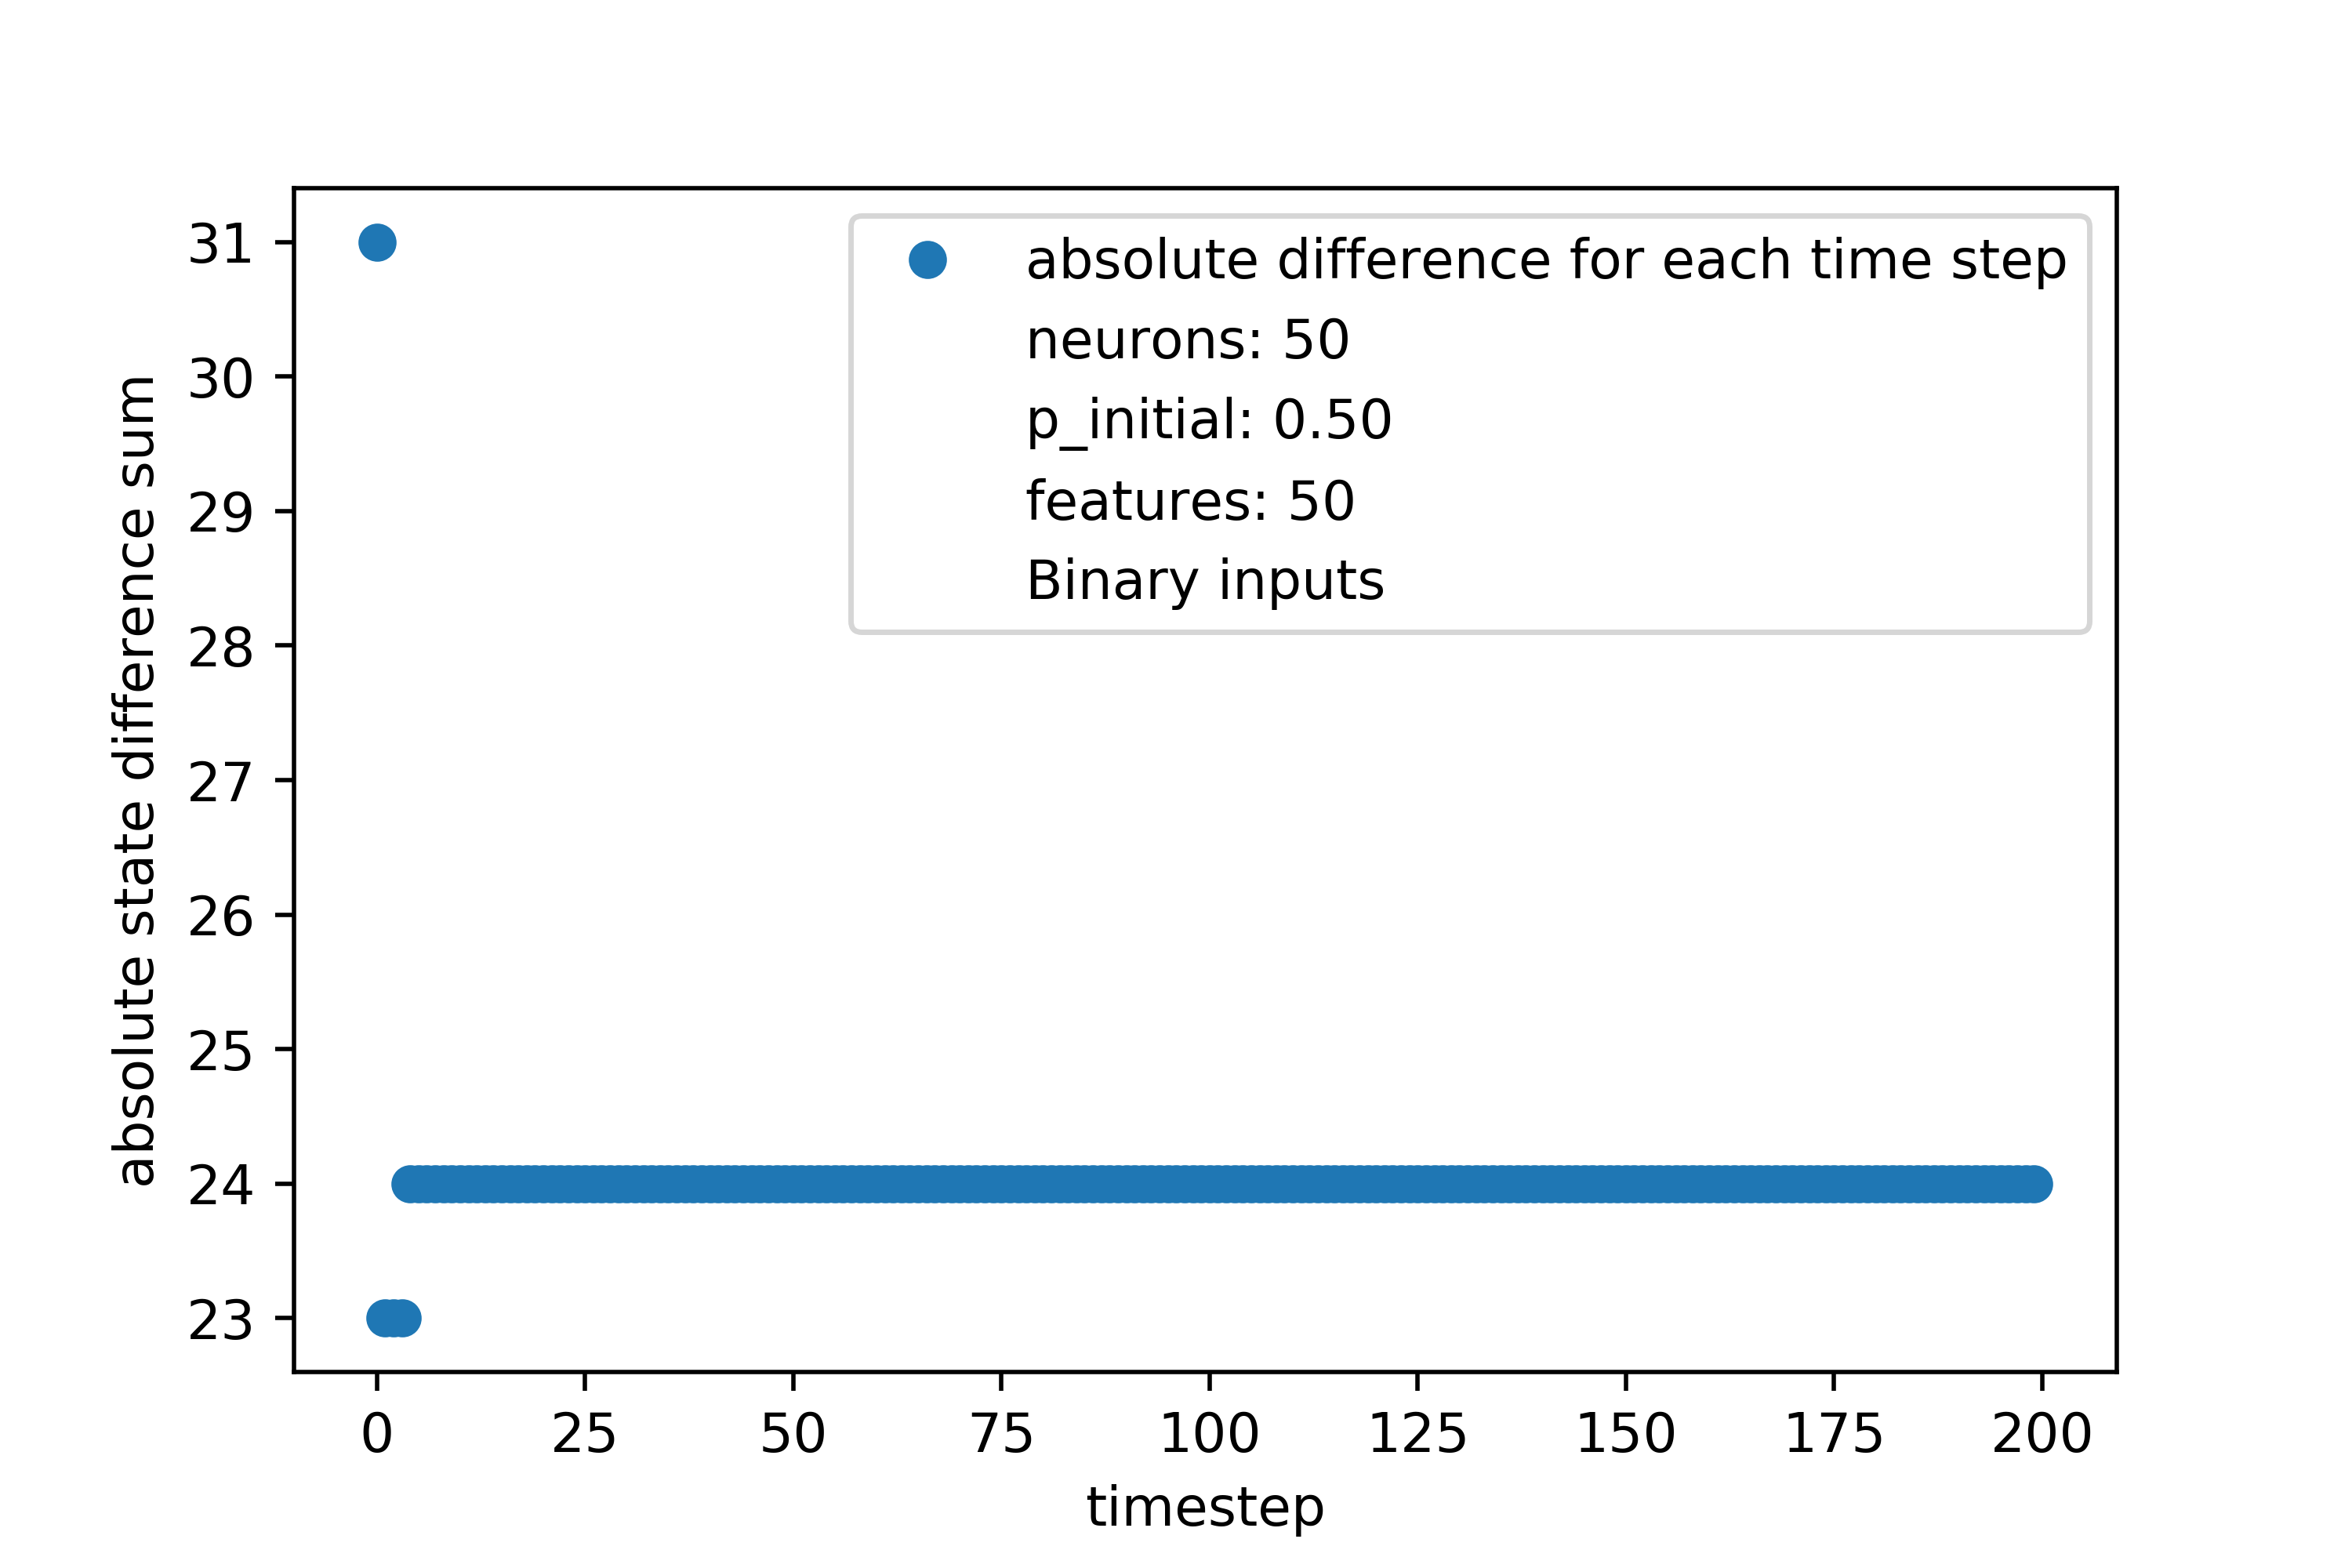 absolute difference for each time step
neurons: 50
p_initial: 0.50
features: 50
Binary inputs
absolute state difference sum
31
30
29
28
27
26
25
24
23
0 25 50 75 100 125 150 175 200
timestep